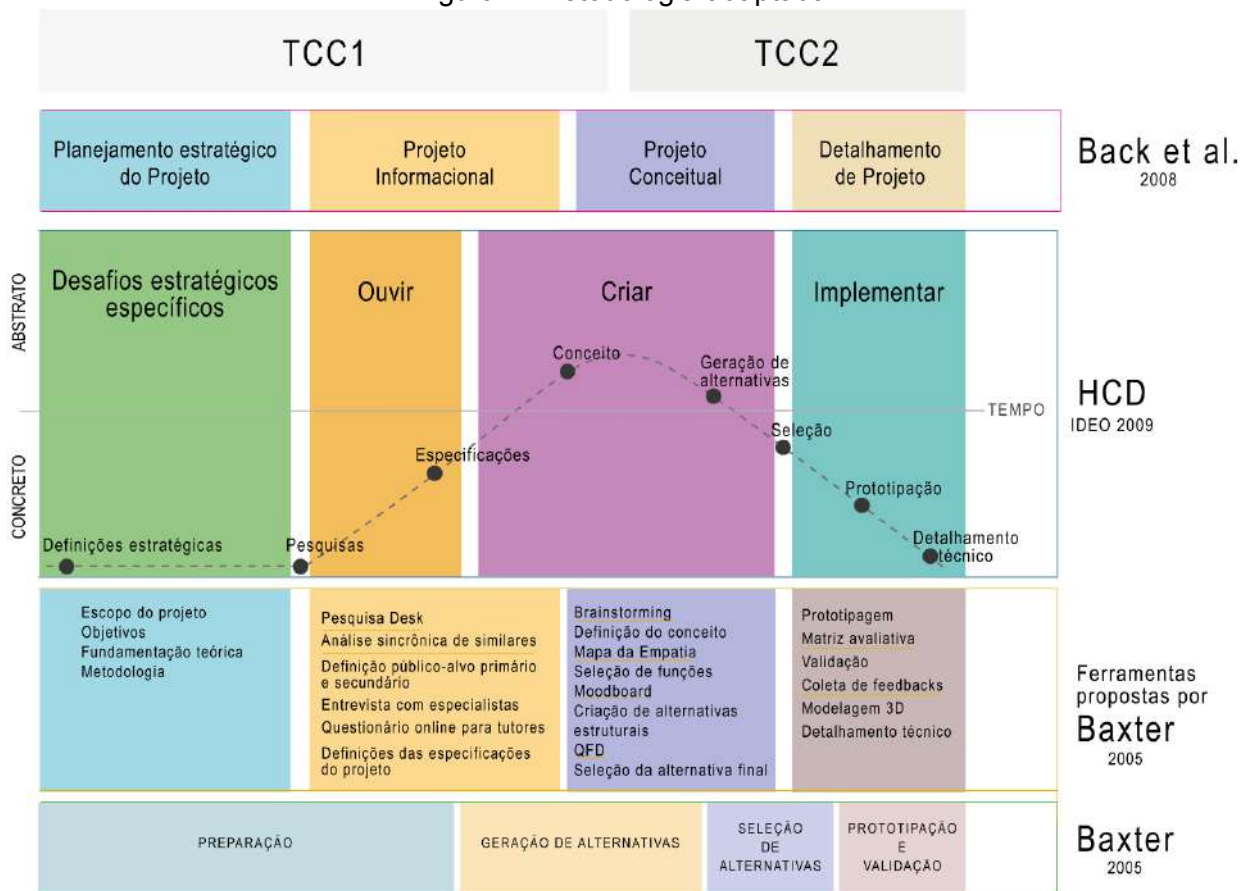 TCC1
TCC2
Planejamento estratégico
do Projeto
Projeto
Informacional
Projeto
Conceitual
Detalhamento
de Projeto
Back et al.
2008
ABSTRATO
CONCRETO
Desafios estratégicos
específicos
Ouvir
Criar
Implementar
Conceito
Geração de
alternativas
TEMPO
HCD
IDEO 2009
Seleção
Especificações
Prototipação
Definições estratégicas
Pesquisas
Detalhamento
técnico
Escopo do projeto
Objetivos
Fundamentação teórica
Metodologia
Pesquisa Desk
Análise sincrônica de similares
Definição público-alvo primário
e secundário
Entrevista com especialistas
Questionário online para tutores
Definições das especificações
do projeto
Brainstorming
Definição do conceito
Mapa da Empatia
Seleção de funções
Moodboard
Criação de alternativas
estruturais
QFD
Seleção da alternativa final
Prototipagem
Matriz avaliativa
Validação
Coleta de feedbacks
Modelagem 3D
Detalhamento técnico
Ferramentas
propostas por
Baxter
2005
PREPARAÇÃO
GERAÇÃO DE ALTERNATIVAS
SELEÇÃO
DE
ALTERNATIVAS
PROTOTIPAÇÃO
E
VALIDAÇÃO
Baxter
2005